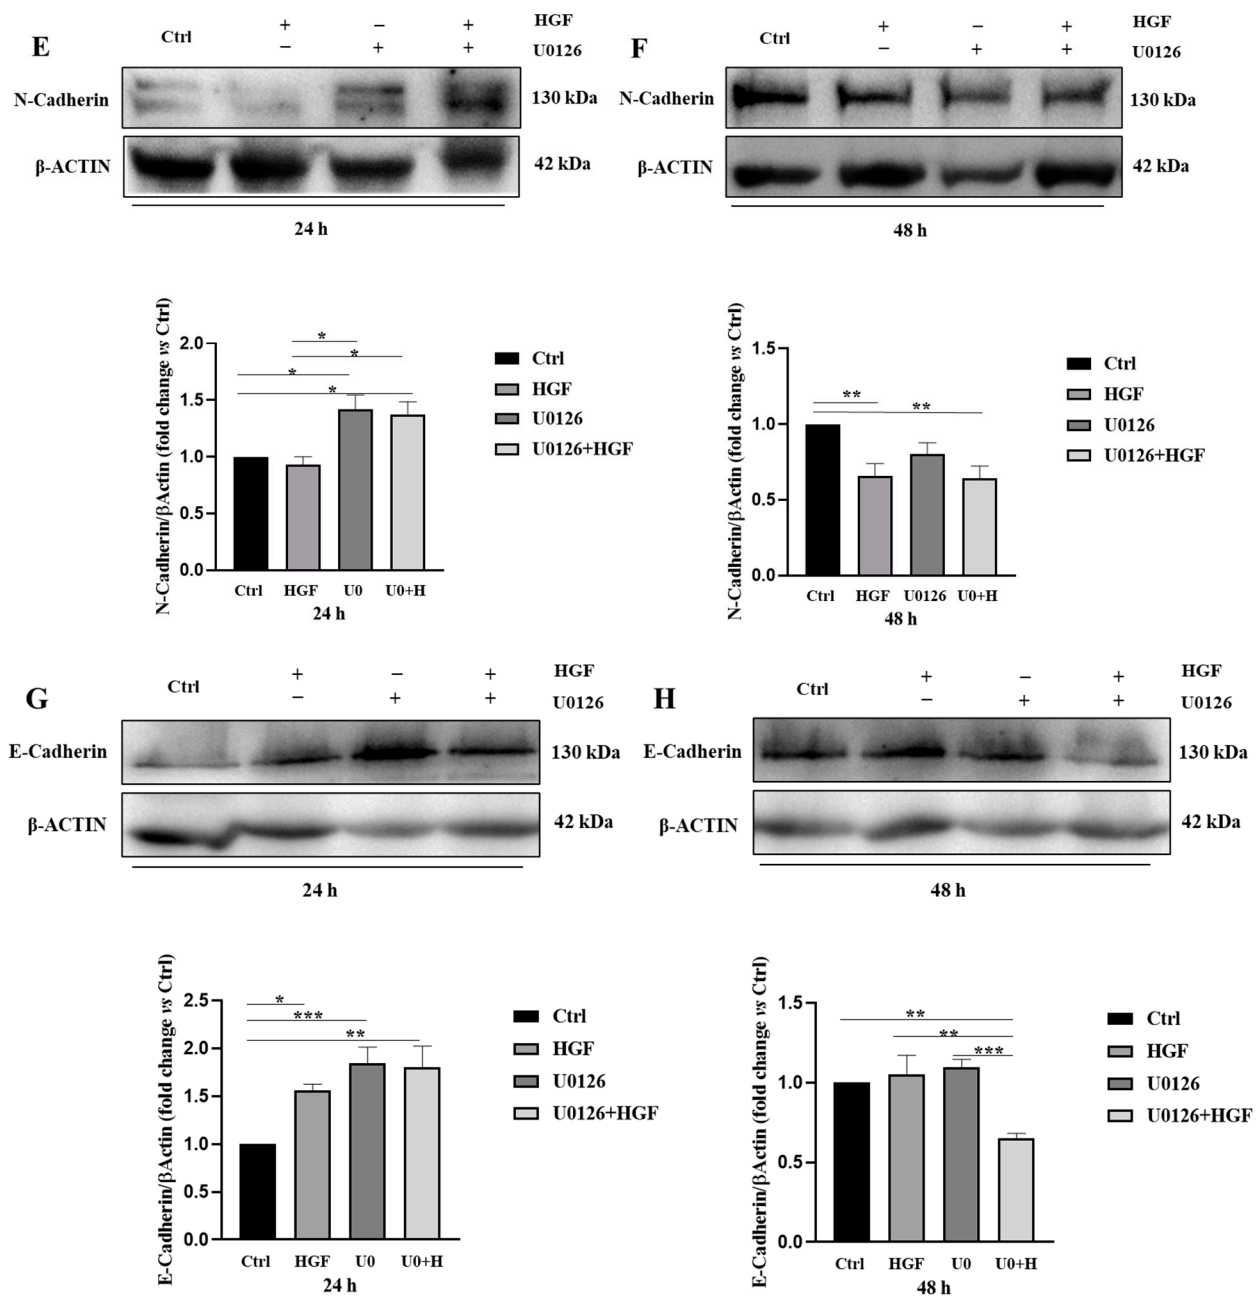 E
Ctrl
+ − + HGF
− + + U0126
N-Cadherin
130 kDa
β-ACTIN
42 kDa
24 h
F
Ctrl
+ − + HGF
− + + U0126
N-Cadherin
130 kDa
β-ACTIN
42 kDa
48 h
N-Cadherin/βActin (fold change vs Ctrl)
2.0
1.5
1.0
0.5
0.0
*
*
*
*
Ctrl HGF U0 U0+H
24 h
Ctrl
HGF
U0126
U0126+HGF
N-Cadherin/βActin (fold change vs Ctrl)
1.5
1.0
0.5
0.0
**
**
Ctrl HGF U0126 U0+H
48 h
Ctrl
HGF
U0126
U0126+HGF
G
Ctrl
+ − + HGF
− + + U0126
E-Cadherin
130 kDa
β-ACTIN
42 kDa
24 h
H
Ctrl
+ − + HGF
− + + U0126
E-Cadherin
130 kDa
β-ACTIN
42 kDa
48 h
E-Cadherin/βActin (fold change vs Ctrl)
2.5
2.0
1.5
1.0
0.5
0.0
*
***
**
Ctrl HGF U0 U0+H
24 h
Ctrl
HGF
U0126
U0126+HGF
E-Cadherin/βActin (fold change vs Ctrl)
1.5
1.0
0.5
0.0
**
**
***
Ctrl HGF U0 U0+H
48 h
Ctrl
HGF
U0126
U0126+HGF